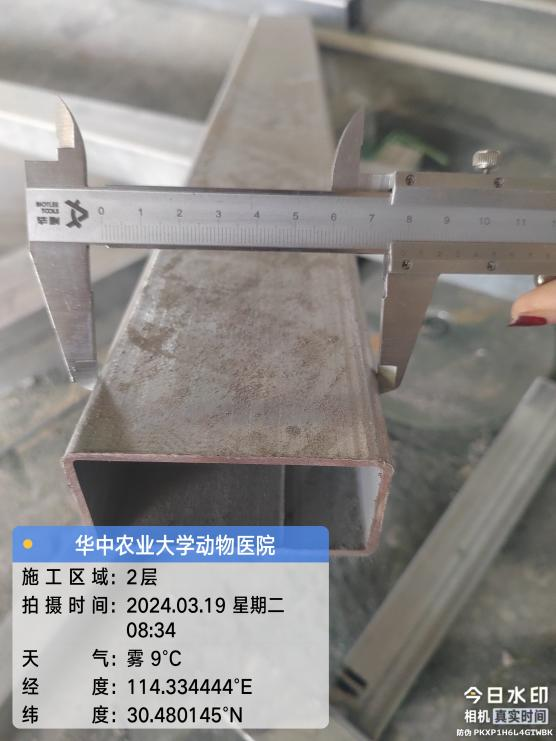 MOYLEE
TOOLS
0 1 2 3 4 5 6 7 8 9 10 11
华中农业大学动物医院
施工区域：2层
拍摄时间：2024.03.19 星期二
08:34
天气：雾 9°C
经度：114.334444°E
纬度：30.480145°N
今日水印
相机 真实时间
防伪 PKXP1H6L4GIWBK